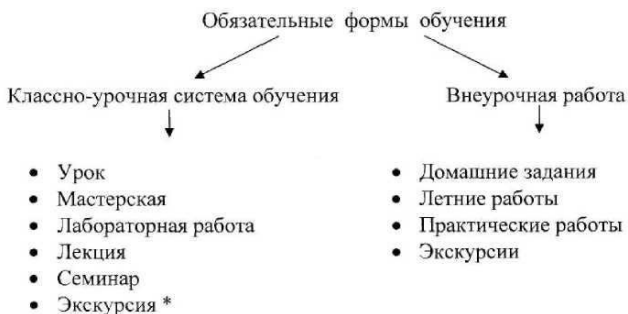 Обязательные формы обучения
Классно-урочная система обучения
Внеурочная работа
• Урок
• Мастерская
• Лабораторная работа
• Лекция
• Семинар
• Экскурсия *
• Домашние задания
• Летние работы
• Практические работы
• Экскурсии